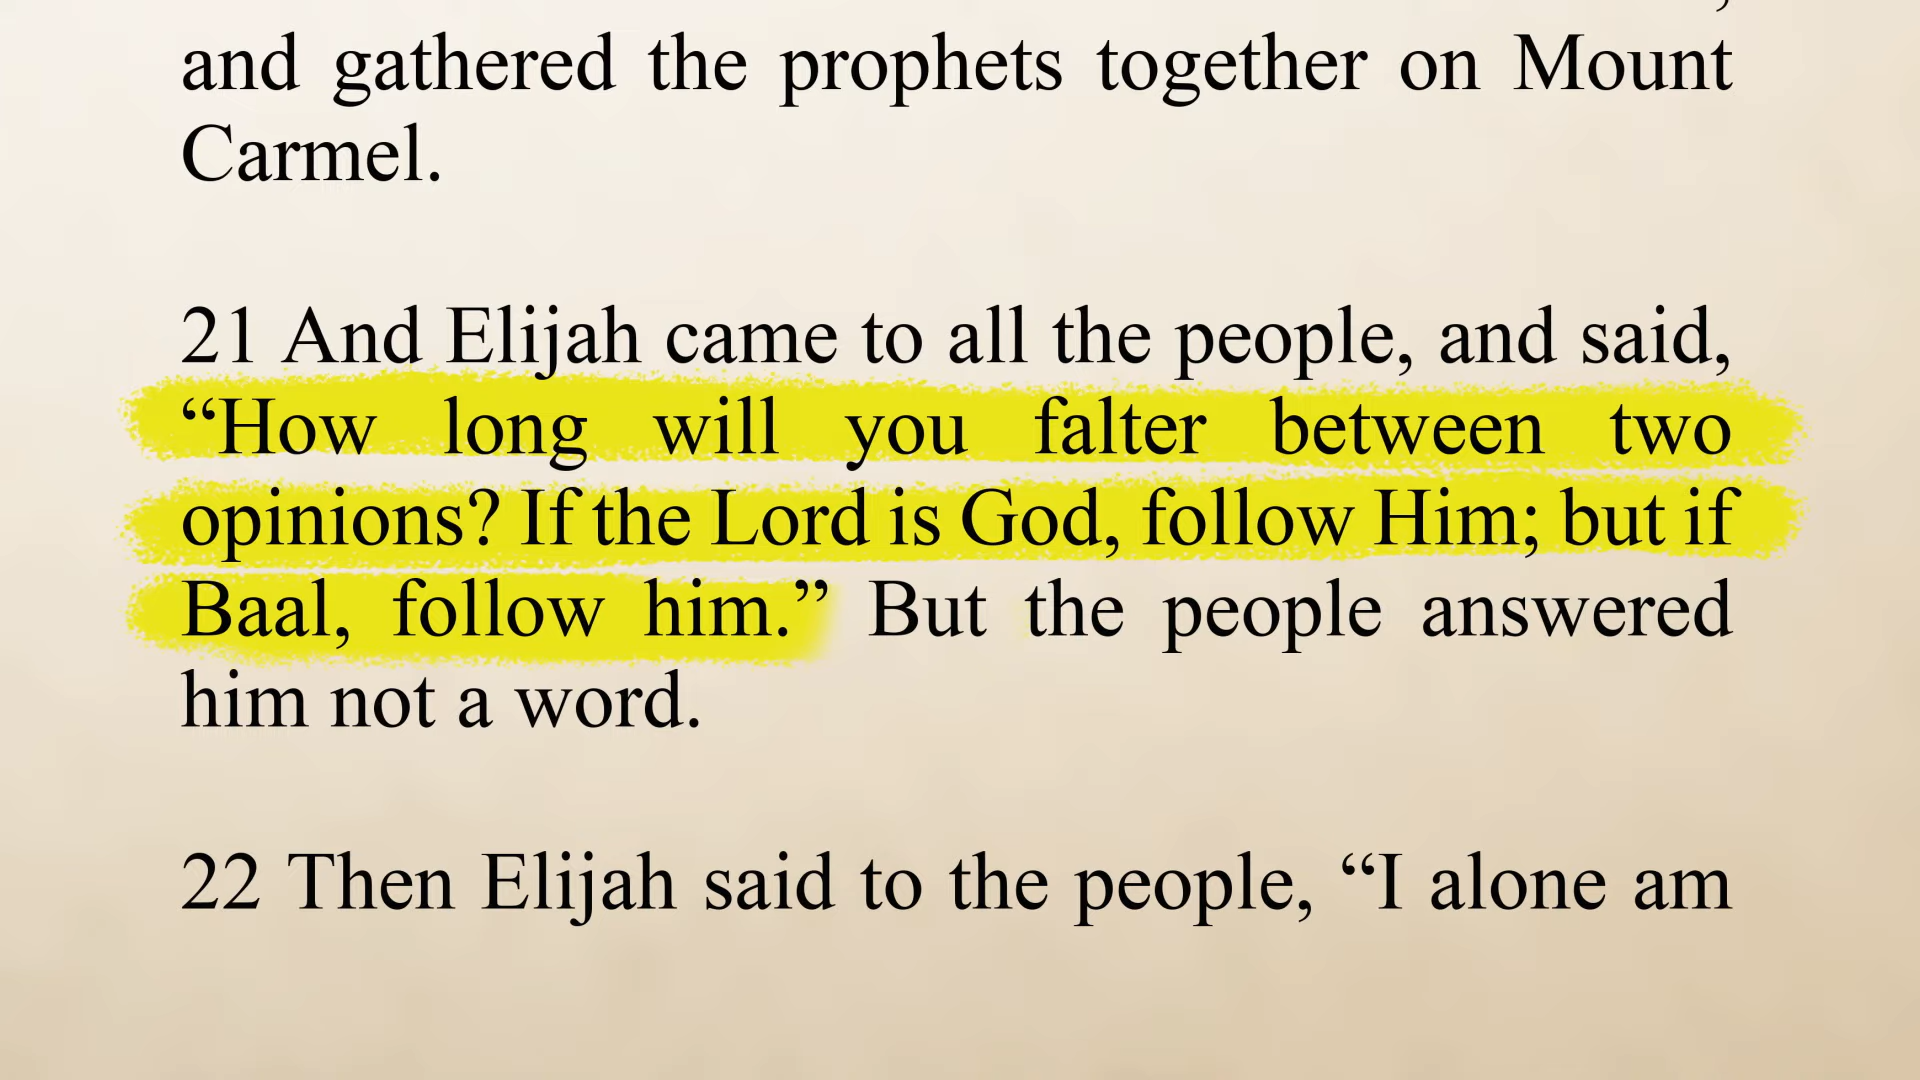 and gathered the prophets together on Mount
Carmel.
21 And Elijah came to all the people, and said,
“How long will you falter between two
opinions? If the Lord is God, follow Him; but if
Baal, follow him.” But the people answered
him not a word.
22 Then Elijah said to the people, “I alone am